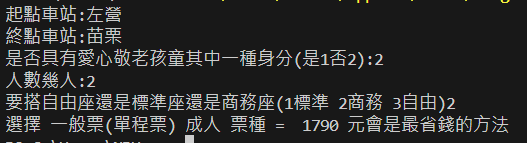 起點車站:左營
終點車站:苗栗
是否具有愛心敬老孩童其中一種身分(是1否2):2
人數幾人:2
要搭自由座還是標準座還是商務座(1標準 2商務 3自由)2
選擇 一般票(單程票) 成人 票種 =  1790 元會是最省錢的方法